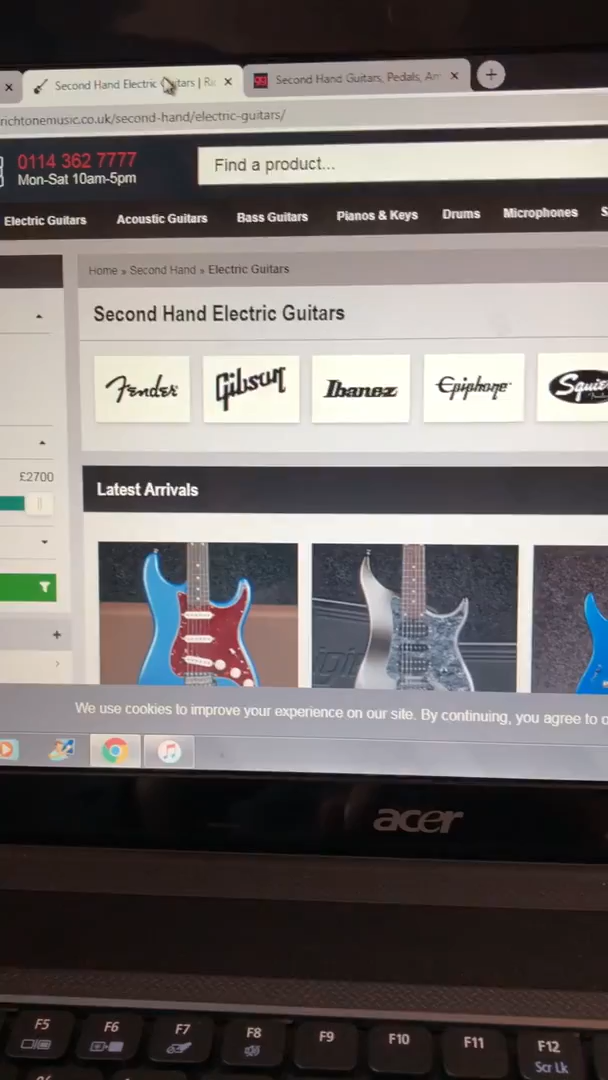 Second Hand Electric Guitars | Ri
Second Hand Guitars, Pedals, Am
richtonemusic.co.uk/second-hand/electric-guitars/
0114 362 7777
Mon-Sat 10am-5pm
Find a product...
Electric Guitars Acoustic Guitars Bass Guitars Pianos & Keys Drums Microphones S
Home » Second Hand » Electric Guitars
Second Hand Electric Guitars
Fender Gibson Ibanez Epiphone Squie
£2700
Latest Arrivals
We use cookies to improve your experience on our site. By continuing, you agree to o
acer
F5 F6 F7 F8 F9 F10 F11 F12
Scr Lk